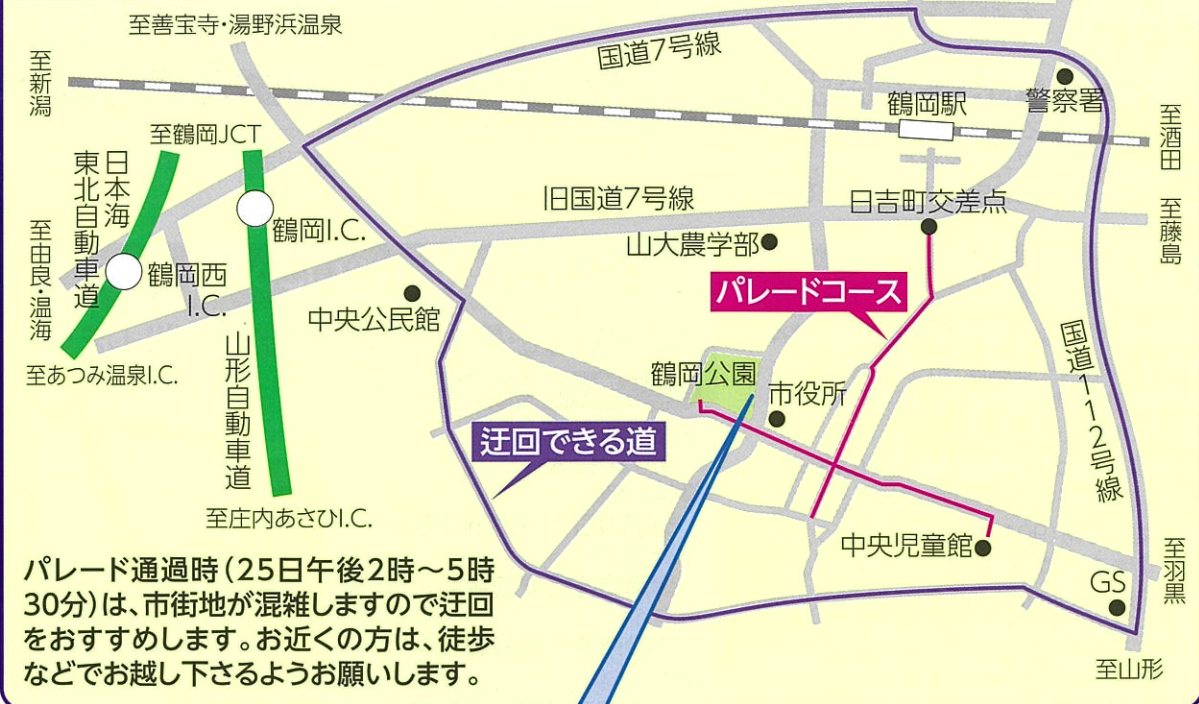 至善宝寺・湯野浜温泉
至新潟
国道7号線
鶴岡駅
警察署
至酒田
至鶴岡JCT
日本海
東北自動車道
旧国道7号線
日吉町交差点
至藤島
鶴岡I.C.
山大農学部
至由良・温海
鶴岡西
I.C.
パレードコース
中央公民館
国道112号線
至あつみ温泉I.C.
山形自動車道
鶴岡公園
市役所
迂回できる道
至庄内あさひI.C.
中央児童館
至羽黒
GS
至山形
パレード通過時(25日午後2時~5時
30分)は、市街地が混雑しますので迂回
をおすすめします。お近くの方は、徒歩
などでお越し下さるようお願いします。